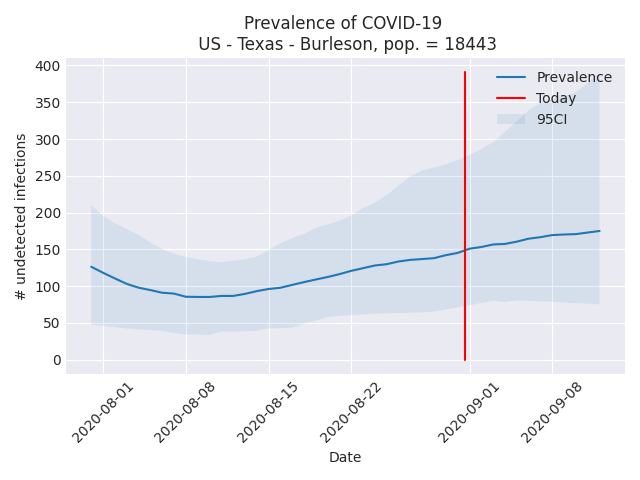 Prevalence of COVID-19
US - Texas - Burleson, pop. = 18443
Prevalence
Today
95CI
# undetected infections
400
350
300
250
200
150
100
50
0
2020-08-01
2020-08-08
2020-08-15
2020-08-22
2020-09-01
2020-09-08
Date